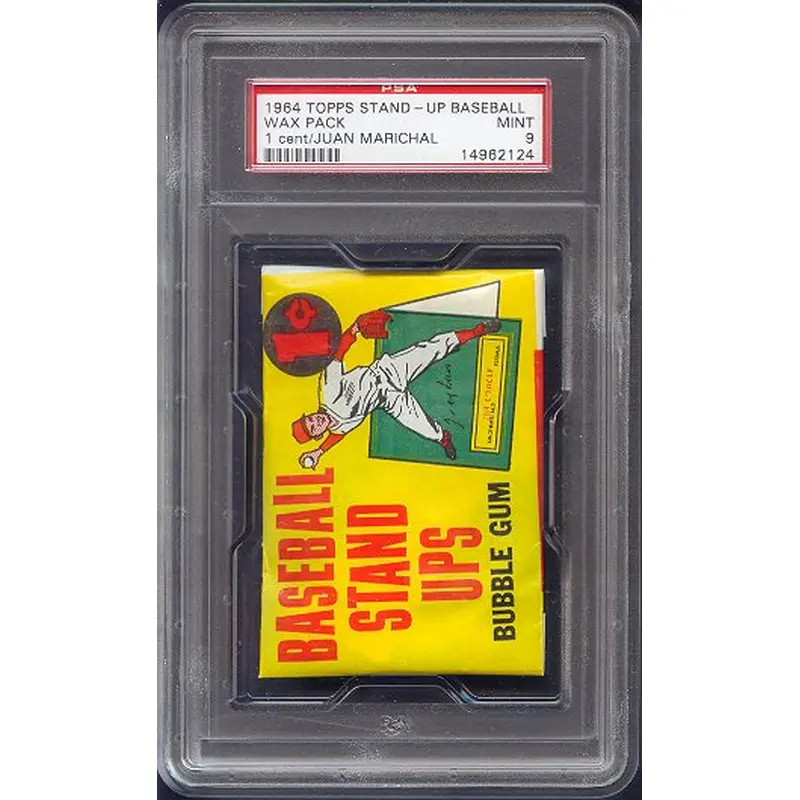 PSA
1964 TOPPS STAND-UP BASEBALL
WAX PACK MINT
1 cent/JUAN MARICHAL 9
14962124
1¢
BASEBALL
STAND
UPS
BUBBLE GUM
PSA